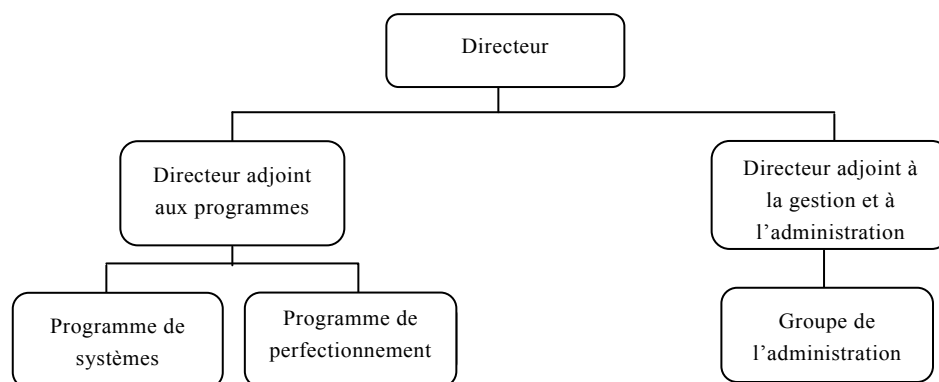 Directeur
Directeur adjoint
aux programmes
Directeur adjoint à
la gestion et à
l’administration
Programme de
systèmes
Programme de
perfectionnement
Groupe de
l’administration